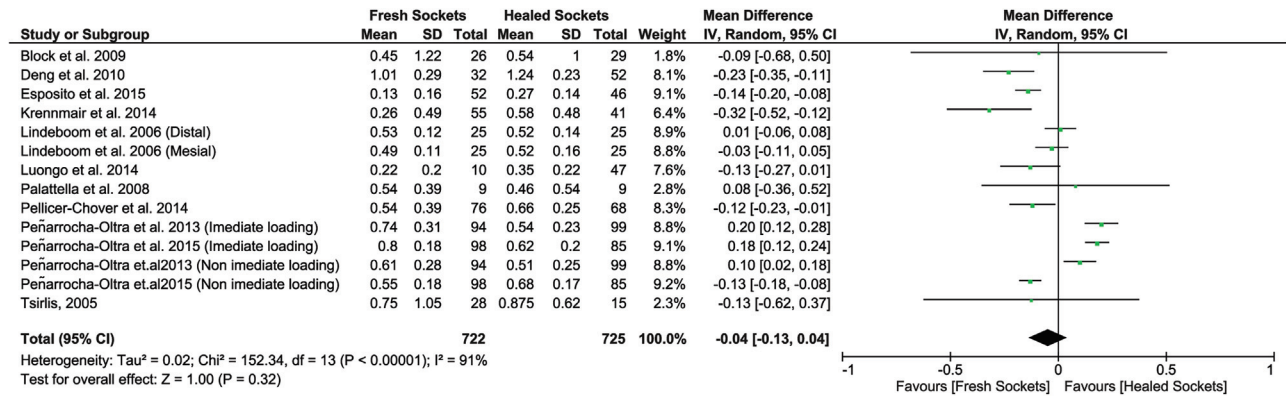 Fresh Sockets Healed Sockets Mean Difference Mean Difference
Study or Subgroup Mean SD Total Mean SD Total Weight IV, Random, 95% CI IV, Random, 95% CI
Block et al. 2009 0.45 1.22 26 0.54 1 29 1.8% -0.09 [-0.68, 0.50]
Deng et al. 2010 1.01 0.29 32 1.24 0.23 52 8.1% -0.23 [-0.35, -0.11]
Esposito et al. 2015 0.13 0.16 52 0.27 0.14 46 9.1% -0.14 [-0.20, -0.08]
Krennmair et al. 2014 0.26 0.49 55 0.58 0.48 41 6.4% -0.32 [-0.52, -0.12]
Lindeboom et al. 2006 (Distal) 0.53 0.12 25 0.52 0.14 25 8.9% 0.01 [-0.06, 0.08]
Lindeboom et al. 2006 (Mesial) 0.49 0.11 25 0.52 0.16 25 8.8% -0.03 [-0.11, 0.05]
Luongo et al. 2014 0.22 0.2 10 0.35 0.22 47 7.6% -0.13 [-0.27, 0.01]
Palattella et al. 2008 0.54 0.39 9 0.46 0.54 9 2.8% 0.08 [-0.36, 0.52]
Pellicer-Chover et al. 2014 0.54 0.39 76 0.66 0.25 68 8.3% -0.12 [-0.23, -0.01]
Peñarrocha-Oltra et al. 2013 (Imediate loading) 0.74 0.31 94 0.54 0.23 99 8.8% 0.20 [0.12, 0.28]
Peñarrocha-Oltra et al. 2015 (Imediate loading) 0.8 0.18 98 0.62 0.2 85 9.1% 0.18 [0.12, 0.24]
Peñarrocha-Oltra et.al2013 (Non imediate loading) 0.61 0.28 94 0.51 0.25 99 8.8% 0.10 [0.02, 0.18]
Peñarrocha-Oltra et.al2015 (Non imediate loading) 0.55 0.18 98 0.68 0.17 85 9.2% -0.13 [-0.18, -0.08]
Tsirlis, 2005 0.75 1.05 28 0.875 0.62 15 2.3% -0.13 [-0.62, 0.37]
Total (95% CI) 722 725 100.0% -0.04 [-0.13, 0.04]
Heterogeneity: Tau² = 0.02; Chi² = 152.34, df = 13 (P < 0.00001); I² = 91%
Test for overall effect: Z = 1.00 (P = 0.32)
-1 -0.5 0 0.5 1
Favours [Fresh Sockets] Favours [Healed Sockets]